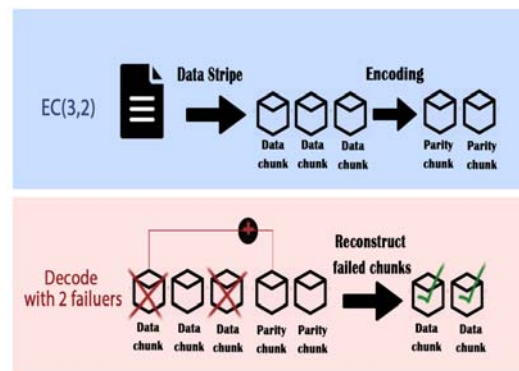 EC(3,2)
Data Stripe
Encoding
Data chunk
Data chunk
Data chunk
Parity chunk
Parity chunk
Decode
with 2 failuers
Reconstruct
failed chunks
Data chunk
Data chunk
Data chunk
Parity chunk
Parity chunk
Data chunk
Data chunk